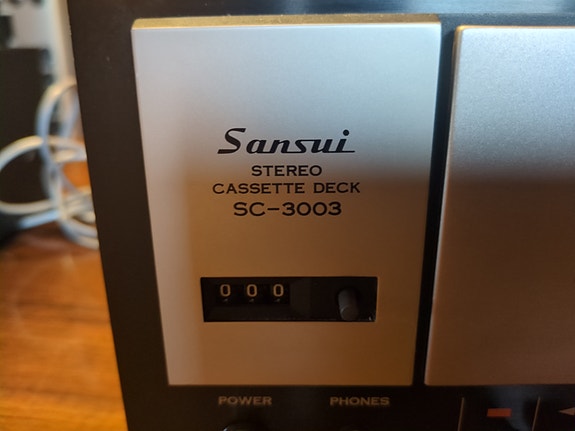 Sansui
STEREO
CASSETTE DECK
SC-3003
000
POWER
PHONES